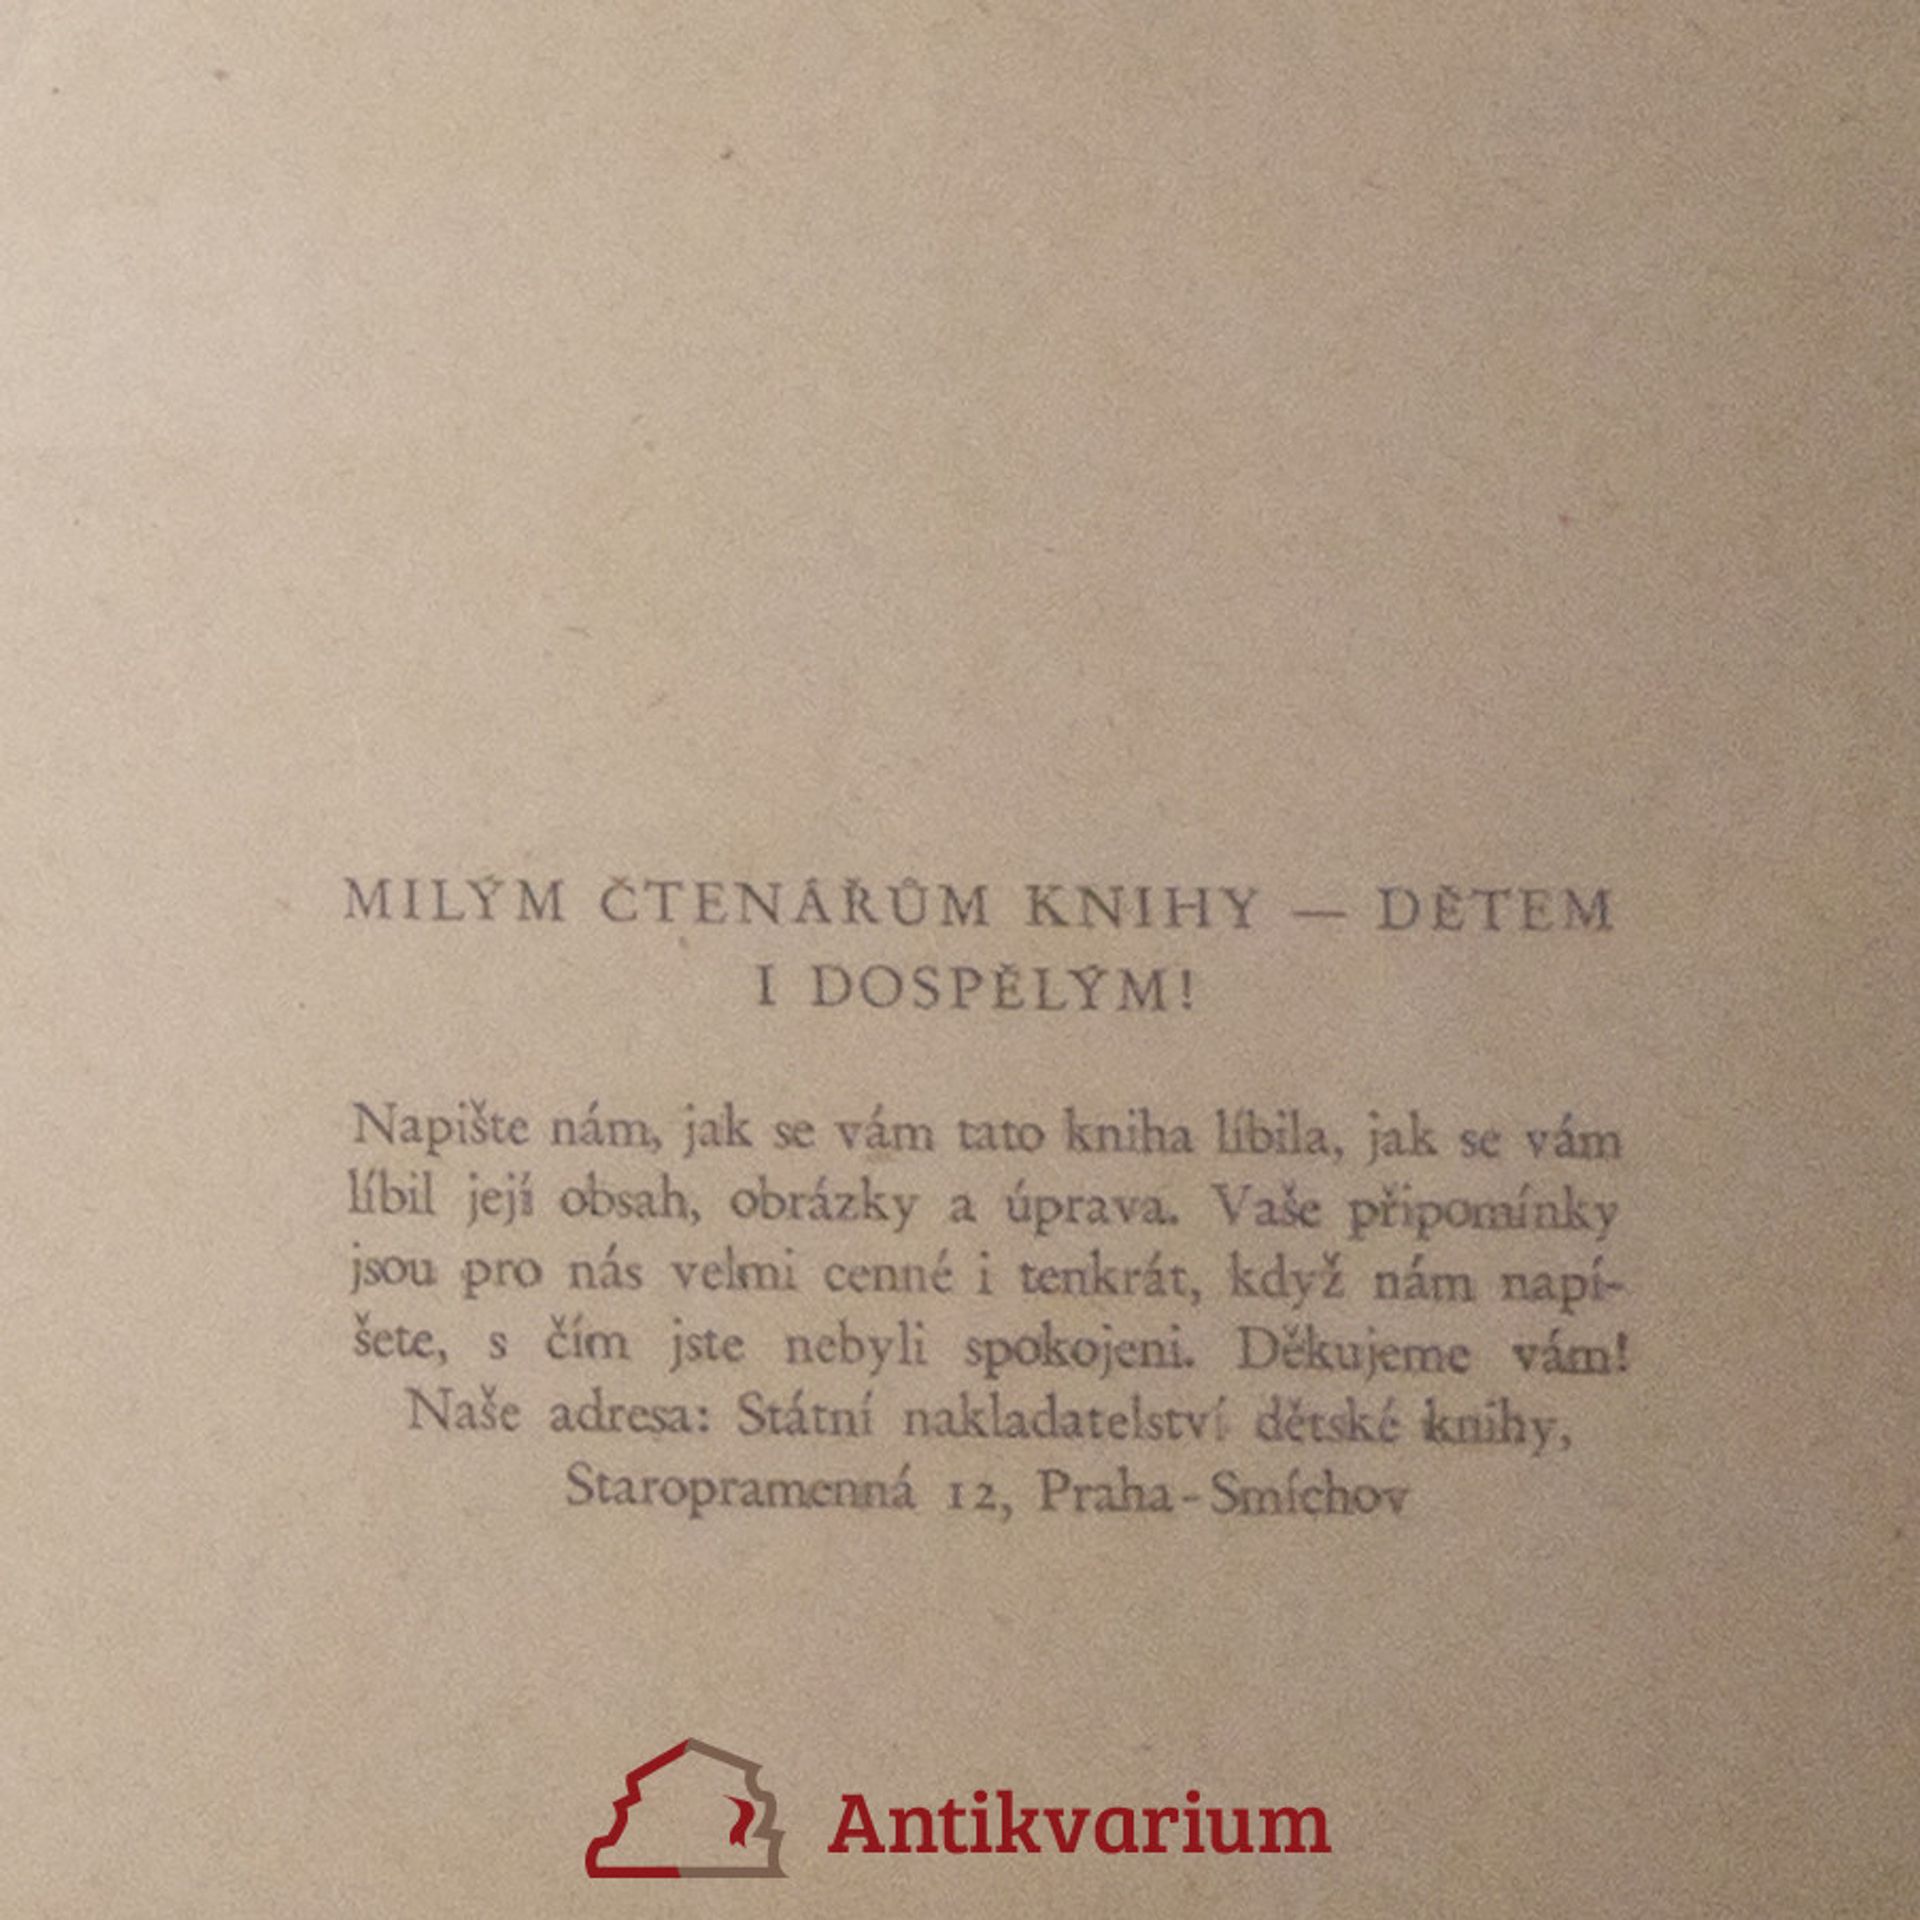 MILÝM ČTENÁŘŮM KNIHY — DĚTEM
I DOSPĚLÝM!
Napište nám, jak se vám tato kniha líbila, jak se vám
líbil její obsah, obrázky a úprava. Vaše připomínky
jsou pro nás velmi cenné i tenkrát, když nám napí-
šete, s čím jste nebyli spokojeni. Děkujeme vám!
Naše adresa: Státní nakladatelství dětské knihy,
Staropramenná 12, Praha-Smíchov
Antikvarium